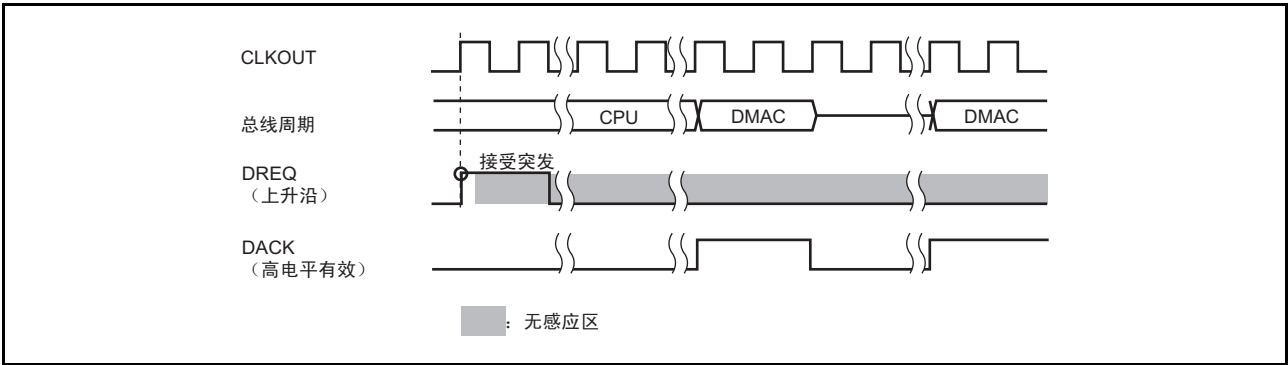 CLKOUT
总线周期
CPU
DMAC
DMAC
DREQ
（上升沿）
接受突发
DACK
（高电平有效）
：无感应区